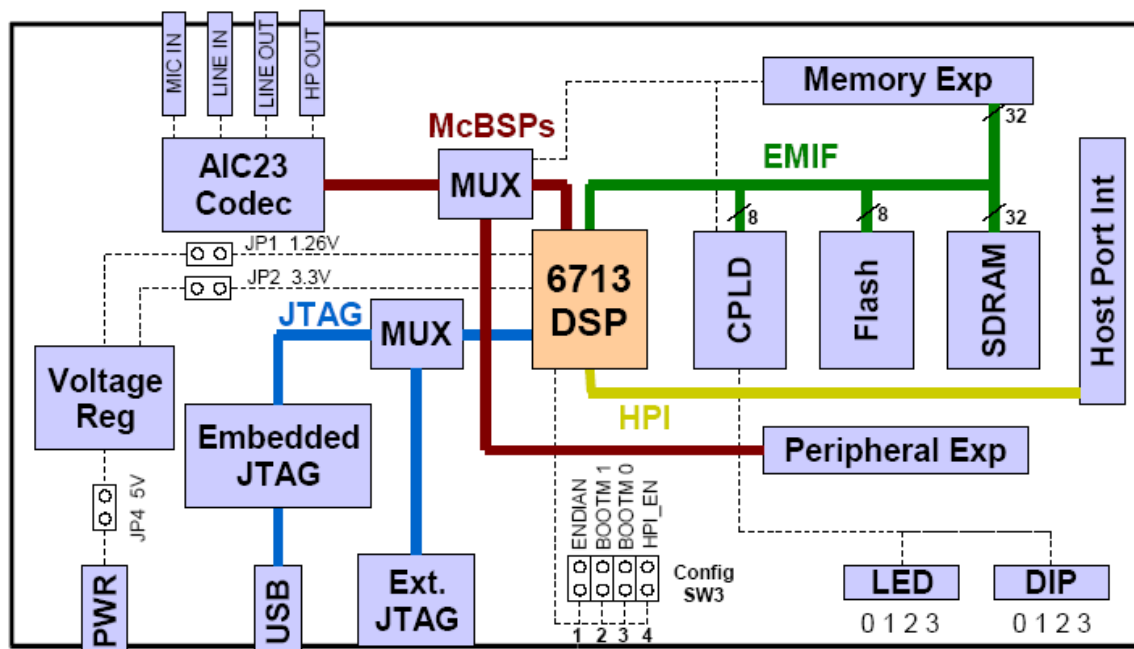 MIC IN
LINE IN
LINE OUT
HP OUT
Memory Exp
32
McBSPs
AIC23
Codec
MUX
EMIF
8
8
32
Host Port Int
JP1 1.26V
JP2 3.3V
6713
DSP
CPLD
Flash
SDRAM
JTAG
MUX
Voltage
Reg
HPI
Embedded
JTAG
Peripheral Exp
JP4 5V
ENDIAN
BOOTM 1
BOOTM 0
HPI_EN
Config
SW3
PWR
USB
Ext.
JTAG
1 2 3 4
LED
DIP
0 1 2 3
0 1 2 3